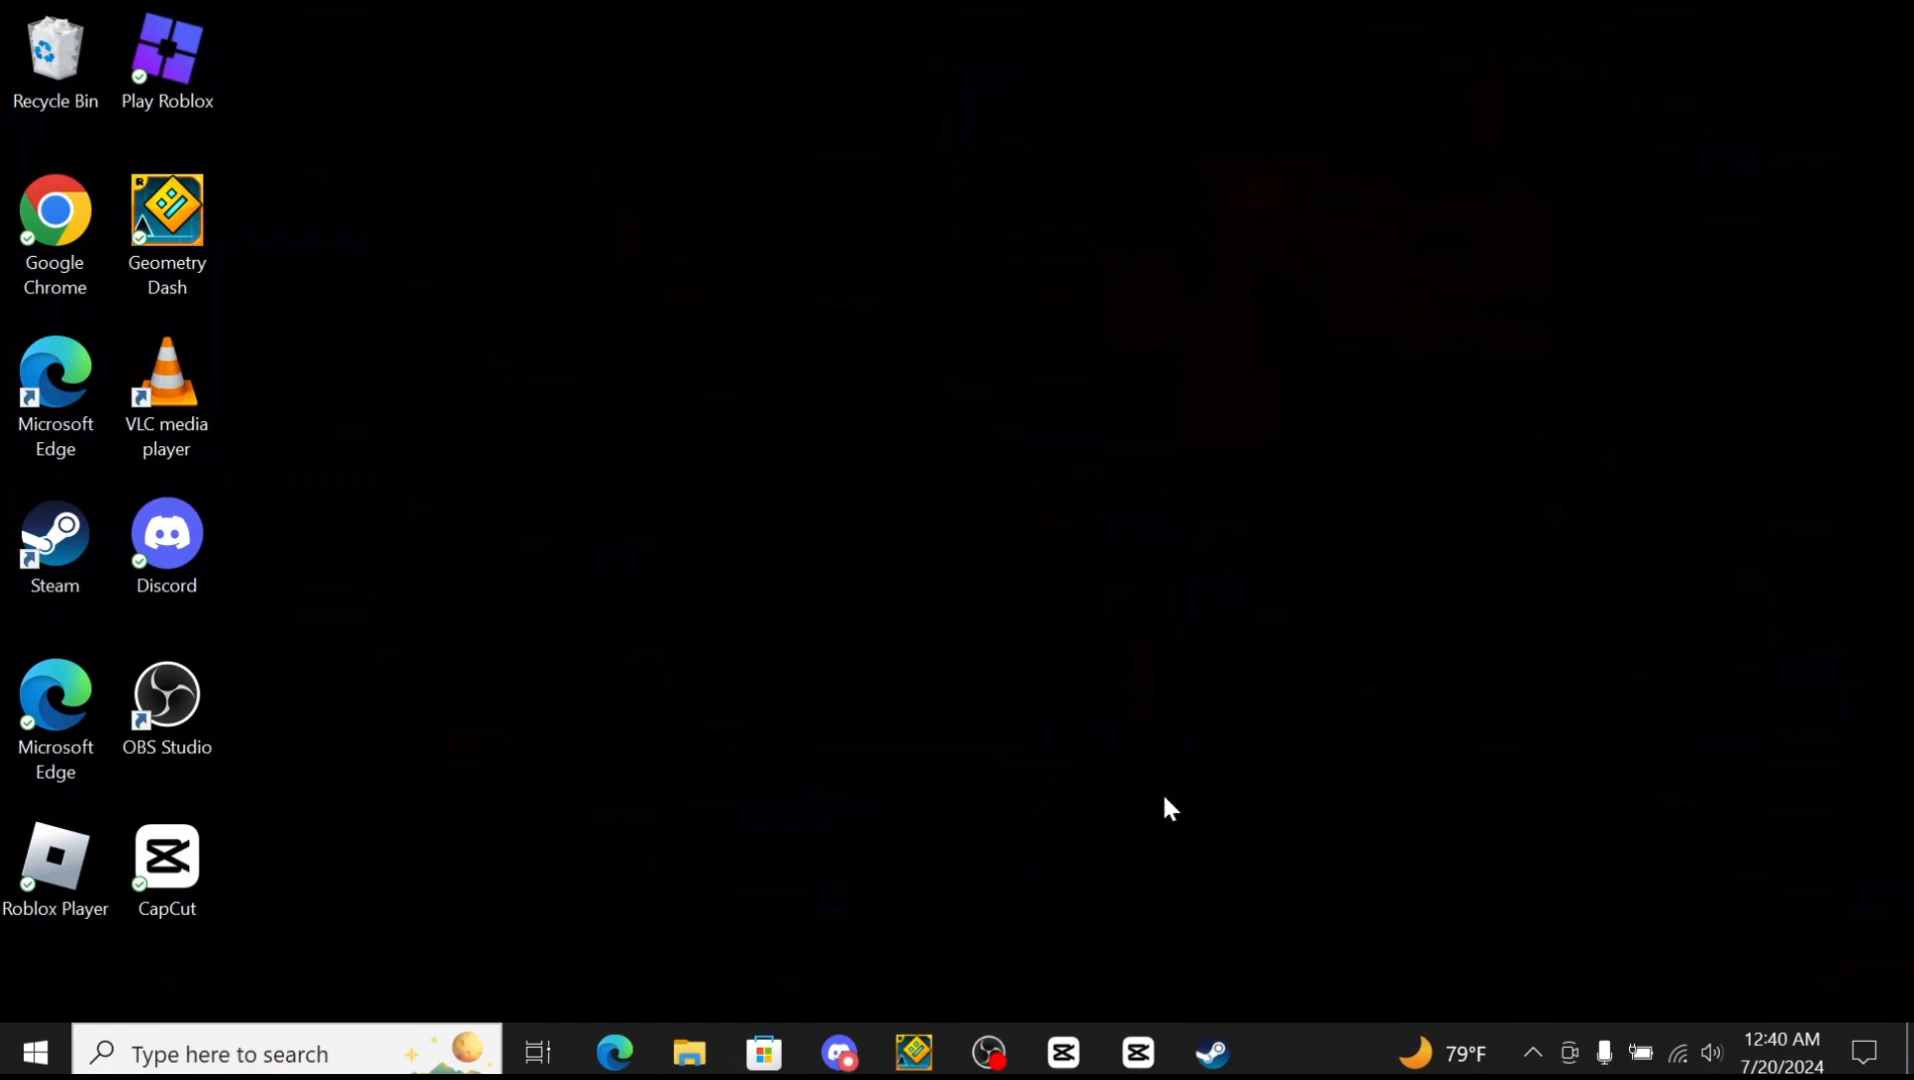 Recycle Bin
Play Roblox
Google
Chrome
Geometry
Dash
Microsoft
Edge
VLC media
player
Steam
Discord
Microsoft
Edge
OBS Studio
Roblox Player
CapCut
Type here to search
79°F
12:40 AM
7/20/2024